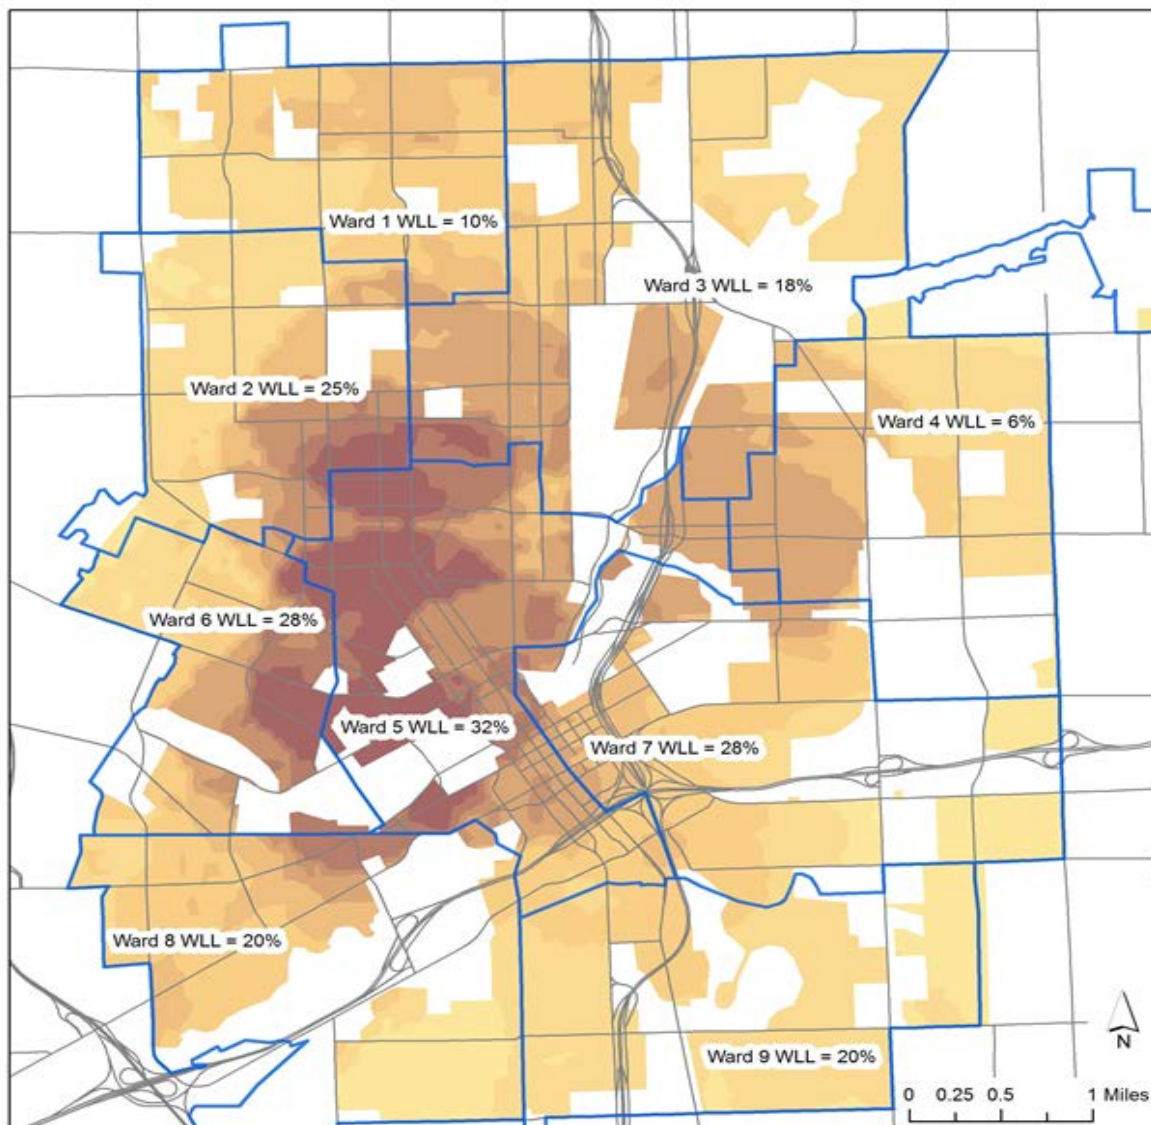 Ward 1 WLL = 10%
Ward 3 WLL = 18%
Ward 2 WLL = 25%
Ward 4 WLL = 6%
Ward 6 WLL = 28%
Ward 5 WLL = 32%
Ward 7 WLL = 28%
Ward 8 WLL = 20%
N
Ward 9 WLL = 20%
0 0.25 0.5 1 Miles